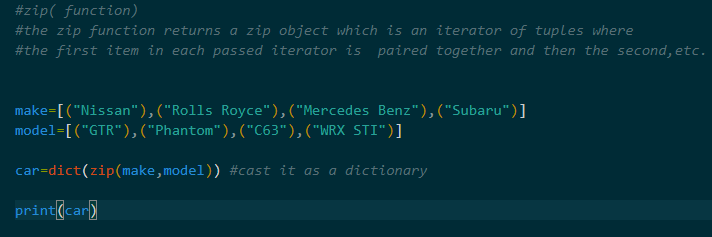 #zip( function)
#the zip function returns a zip object which is an iterator of tuples where
#the first item in each passed iterator is  paired together and then the second,etc.
make=[("Nissan"),("Rolls Royce"),("Mercedes Benz"),("Subaru")]
model=[("GTR"),("Phantom"),("C63"),("WRX STI")]
car=dict(zip(make,model)) #cast it as a dictionary
print(car)